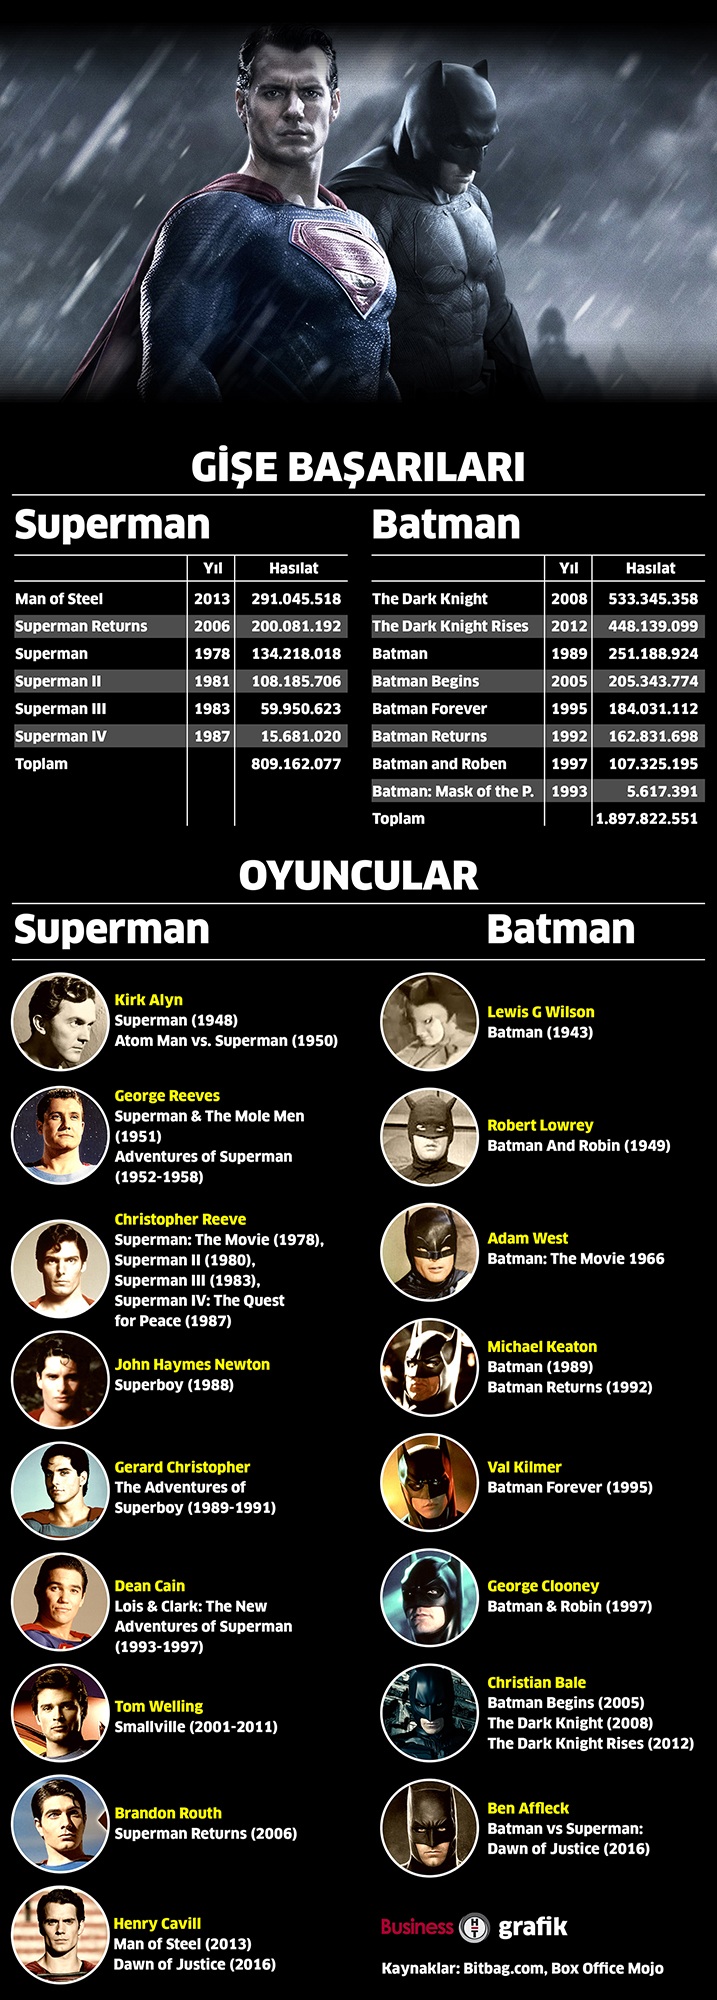 GİŞE BAŞARILARI
Superman
Yıl Hasılat
Man of Steel 2013 291.045.518
Superman Returns 2006 200.081.192
Superman 1978 134.218.018
Superman II 1981 108.185.706
Superman III 1983 59.950.623
Superman IV 1987 15.681.020
Toplam 809.162.077
Batman
Yıl Hasılat
The Dark Knight 2008 533.345.358
The Dark Knight Rises 2012 448.139.099
Batman 1989 251.188.924
Batman Begins 2005 205.343.774
Batman Forever 1995 184.031.112
Batman Returns 1992 162.831.698
Batman and Roben 1997 107.325.195
Batman: Mask of the P. 1993 5.617.391
Toplam 1.897.822.551
OYUNCULAR
Superman
Kirk Alyn
Superman (1948)
Atom Man vs. Superman (1950)
George Reeves
Superman & The Mole Men
(1951)
Adventures of Superman
(1952-1958)
Christopher Reeve
Superman: The Movie (1978),
Superman II (1980),
Superman III (1983),
Superman IV: The Quest
for Peace (1987)
John Haymes Newton
Superboy (1988)
Gerard Christopher
The Adventures of
Superboy (1989-1991)
Dean Cain
Lois & Clark: The New
Adventures of Superman
(1993-1997)
Tom Welling
Smallville (2001-2011)
Brandon Routh
Superman Returns (2006)
Henry Cavill
Man of Steel (2013)
Dawn of Justice (2016)
Batman
Lewis G Wilson
Batman (1943)
Robert Lowrey
Batman And Robin (1949)
Adam West
Batman: The Movie 1966
Michael Keaton
Batman (1989)
Batman Returns (1992)
Val Kilmer
Batman Forever (1995)
George Clooney
Batman & Robin (1997)
Christian Bale
Batman Begins (2005)
The Dark Knight (2008)
The Dark Knight Rises (2012)
Ben Affleck
Batman vs Superman:
Dawn of Justice (2016)
Business HT grafik
Kaynaklar: Bitbag.com, Box Office Mojo